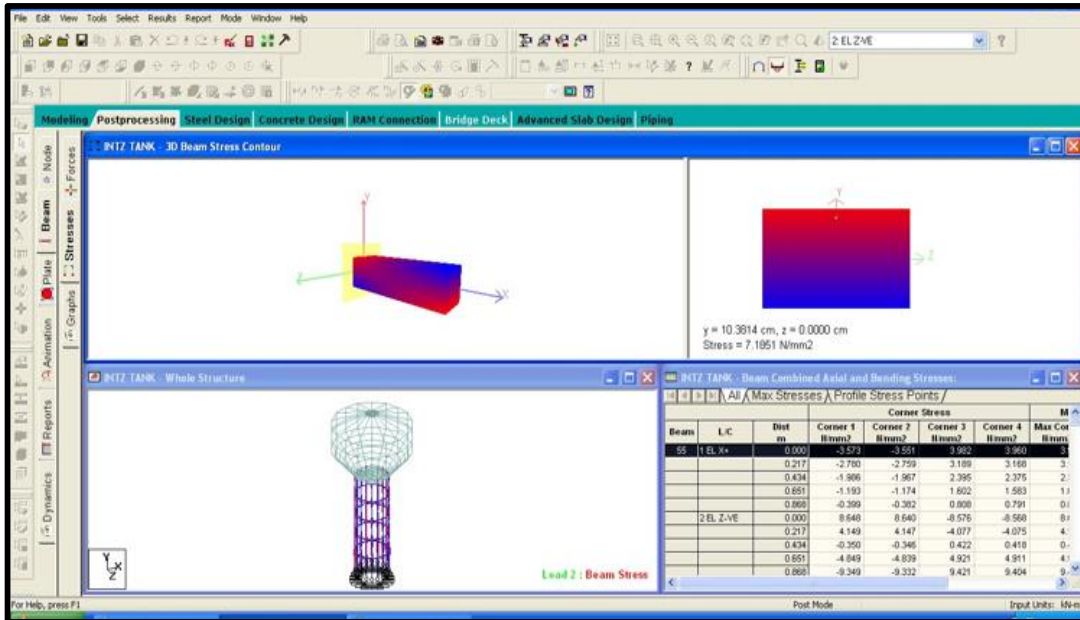 File Edit View Tools Select Results Report Mode Window Help
2:EL Z-VE
Modeling Postprocessing Steel Design Concrete Design RAM Connection Bridge Deck Advanced Slab Design Piping
Node
Beam
Plate
Animation
Reports
Dynamics
Forces
Stresses
Graphs
INTZ TANK - 3D Beam Stress Contour
Y
Z
X
Y
Z
y = 10.3814 cm, z = 0.0000 cm
Stress = 7.1851 N/mm2
INTZ TANK - Whole Structure
Y
X
Z
Load 2 : Beam Stress
INTZ TANK - Beam Combined Axial and Bending Stresses:
All Max Stresses Profile Stress Points
Corner Stress
Beam L/C Dist m Corner 1 N/mm2 Corner 2 N/mm2 Corner 3 N/mm2 Corner 4 N/mm2
55 1 EL X+ 0.000 -3.573 -3.551 3.982 3.960
0.217 -2.780 -2.759 3.189 3.168
0.434 -1.986 -1.967 2.395 2.375
0.651 -1.193 -1.174 1.602 1.583
0.868 -0.399 -0.382 0.808 0.791
2 EL Z-VE 0.000 8.648 8.640 -8.576 -8.568
0.217 4.149 4.147 -4.077 -4.075
0.434 -0.350 -0.346 0.422 0.418
0.651 -4.849 -4.839 4.921 4.911
0.868 -9.349 -9.332 9.421 9.404
For Help, press F1
Post Mode
Input Units: kN-m